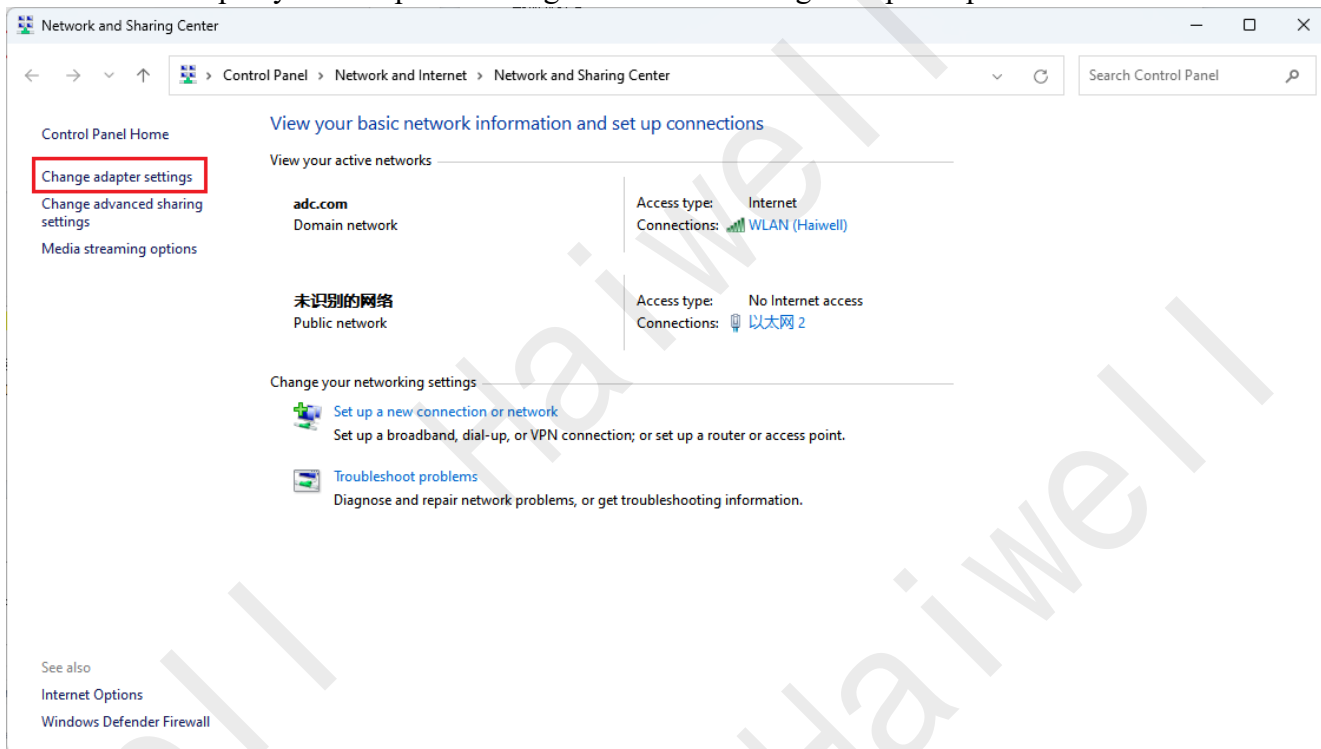 Network and Sharing Center
Control Panel > Network and Internet > Network and Sharing Center
Search Control Panel
Control Panel Home
Change adapter settings
Change advanced sharing
settings
Media streaming options
View your basic network information and set up connections
View your active networks
adc.com
Domain network
Access type: Internet
Connections: WLAN (Haiwell)
未识别的网络
Public network
Access type: No Internet access
Connections: 以太网 2
Change your networking settings
Set up a new connection or network
Set up a broadband, dial-up, or VPN connection; or set up a router or access point.
Troubleshoot problems
Diagnose and repair network problems, or get troubleshooting information.
See also
Internet Options
Windows Defender Firewall
Haiwell
Haiwell